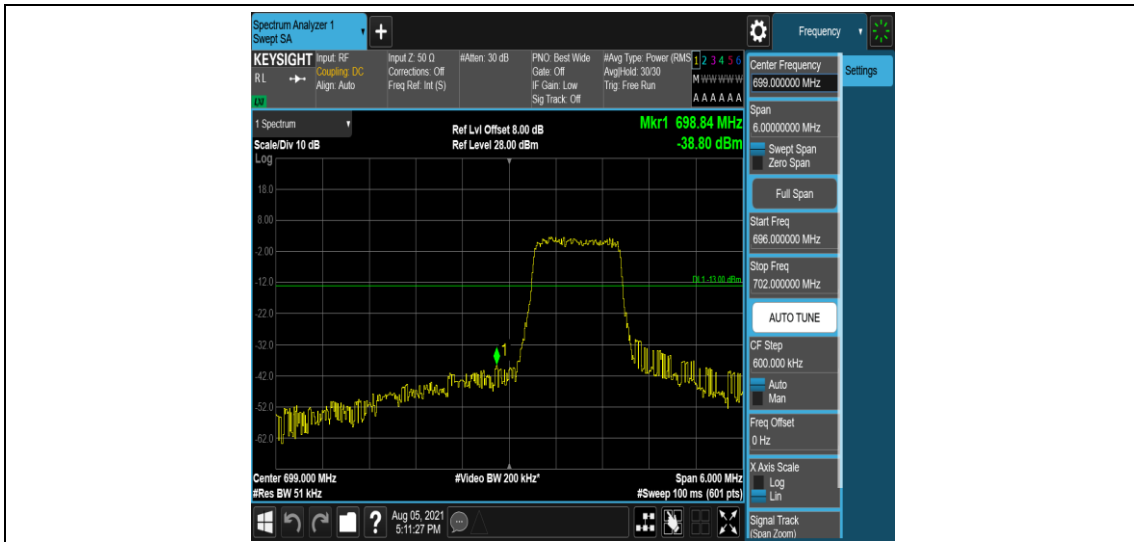 Spectrum Analyzer 1
Swept SA
+
Frequency
KEYSIGHT
RL
LM
Input: RF
Coupling: DC
Align: Auto
Input Z: 50 Ω
Corrections: Off
Freq Ref: Int (S)
#Atten: 30 dB
PNO: Best Wide
Gate: Off
IF Gain: Low
Sig Track: Off
#Avg Type: Power (RMS
Avg|Hold: 30/30
Trig: Free Run
1 2 3 4 5 6
M W W W W W
A A A A A A
Center Frequency
699.000000 MHz
Settings
Span
6.00000000 MHz
Swept Span
Zero Span
Full Span
Start Freq
696.000000 MHz
Stop Freq
702.000000 MHz
AUTO TUNE
CF Step
600.000 kHz
Auto
Man
Freq Offset
0 Hz
X Axis Scale
Log
Lin
Signal Track
(Span Zoom)
1 Spectrum
Scale/Div 10 dB
Ref Lvl Offset 8.00 dB
Ref Level 28.00 dBm
Mkr1 698.84 MHz
-38.80 dBm
Log
18.0
8.00
-2.00
-12.0
DL1 -13.00 dBm
-22.0
-32.0
1
-42.0
-52.0
-62.0
Center 699.000 MHz
#Video BW 200 kHz*
Span 6.000 MHz
#Res BW 51 kHz
#Sweep 100 ms (601 pts)
?
Aug 05, 2021
5:11:27 PM